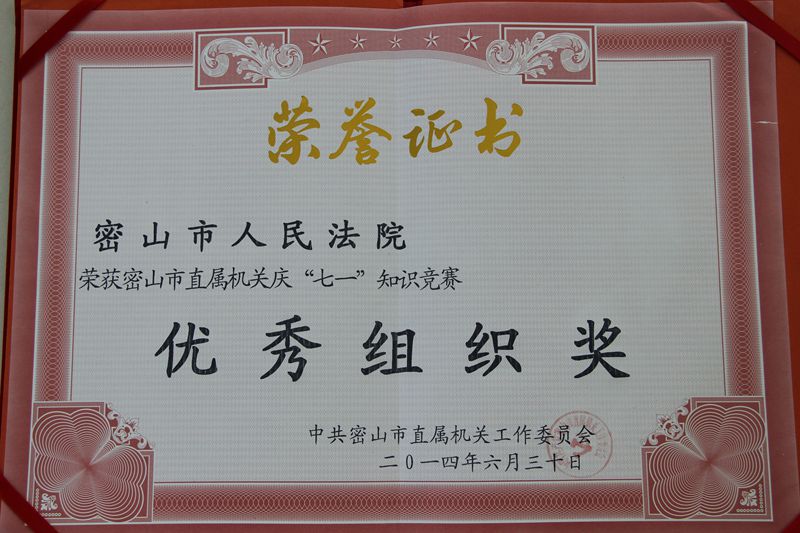 荣誉证书
密山市人民法院
荣获密山市直属机关庆“七一”知识竞赛
优秀组织奖
中共密山市直属机关工作委员会
二〇一四年六月三十日